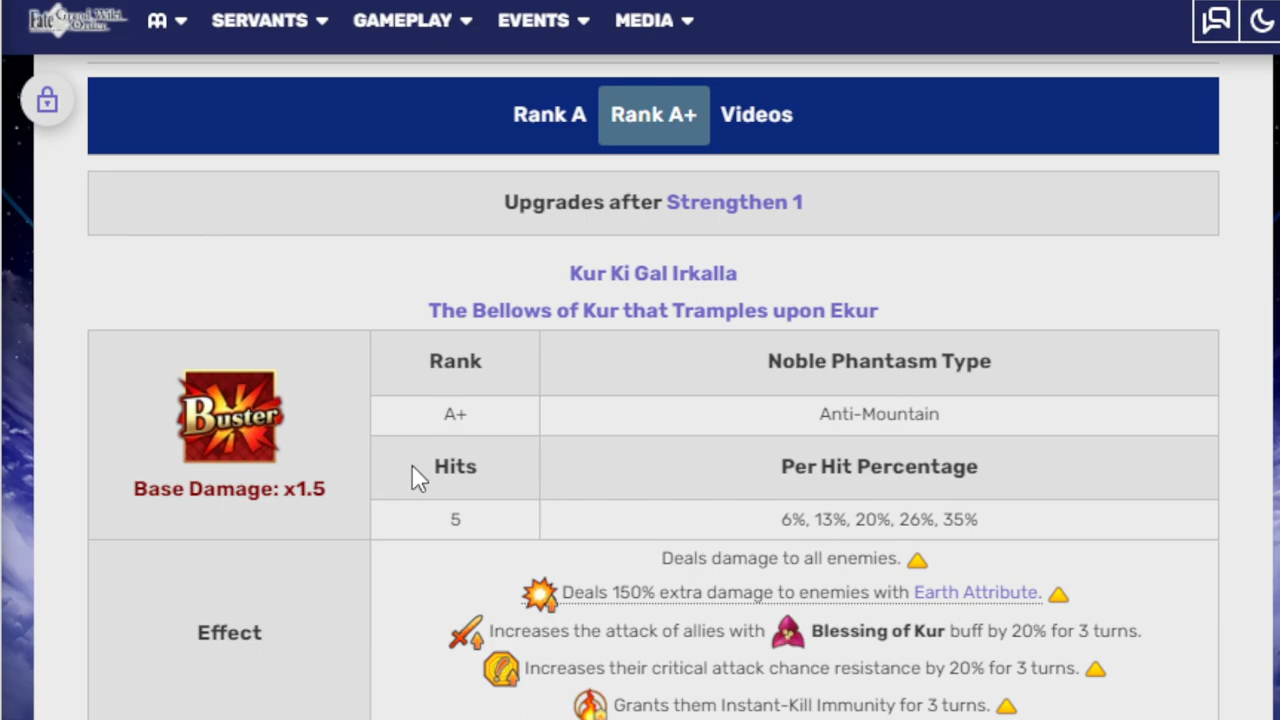 Fate Grand Order Wiki
SERVANTS GAMEPLAY EVENTS MEDIA
Rank A Rank A+ Videos
Upgrades after Strengthen 1
Kur Ki Gal Irkalla
The Bellows of Kur that Tramples upon Ekur
Rank Noble Phantasm Type
Buster
A+ Anti-Mountain
Hits Per Hit Percentage
Base Damage: x1.5
5 6%, 13%, 20%, 26%, 35%
Effect
Deals damage to all enemies.
Deals 150% extra damage to enemies with Earth Attribute.
Increases the attack of allies with Blessing of Kur buff by 20% for 3 turns.
Increases their critical attack chance resistance by 20% for 3 turns.
Grants them Instant-Kill Immunity for 3 turns.